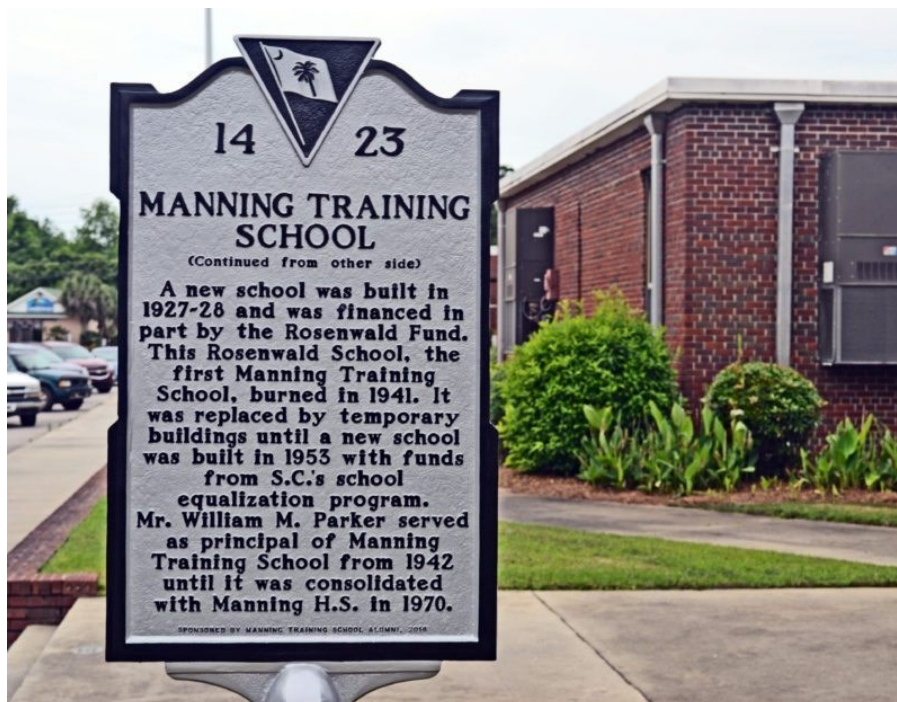 14 23
MANNING TRAINING
SCHOOL
(Continued from other side)
A new school was built in
1927-28 and was financed in
part by the Rosenwald Fund.
This Rosenwald School, the
first Manning Training
School, burned in 1941. It
was replaced by temporary
buildings until a new school
was built in 1953 with funds
from S.C.'s school
equalization program.
Mr. William M. Parker served
as principal of Manning
Training School from 1942
until it was consolidated
with Manning H.S. in 1970.
SPONSORED BY MANNING TRAINING SCHOOL ALUMNI, 2014